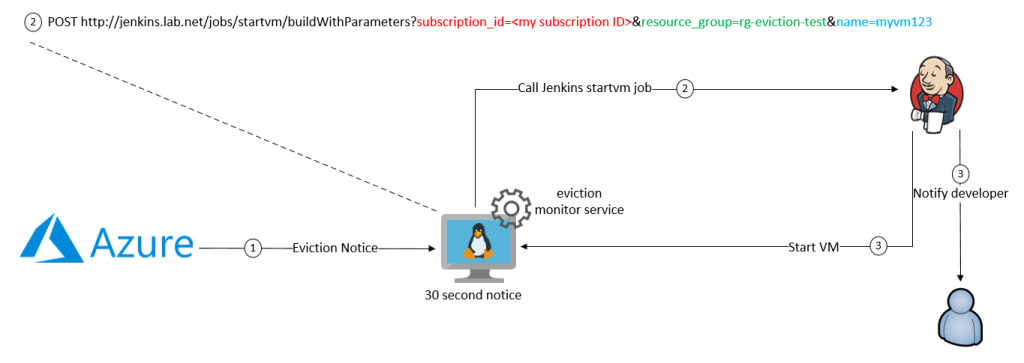 2 POST http://jenkins.lab.net/jobs/startvm/buildWithParameters?subscription_id=<my subscription ID>&resource_group=rg-eviction-test&name=myvm123
Call Jenkins startvm job 2
3
Notify developer
eviction
monitor service
Azure
1 Eviction Notice
Start VM 3
30 second notice